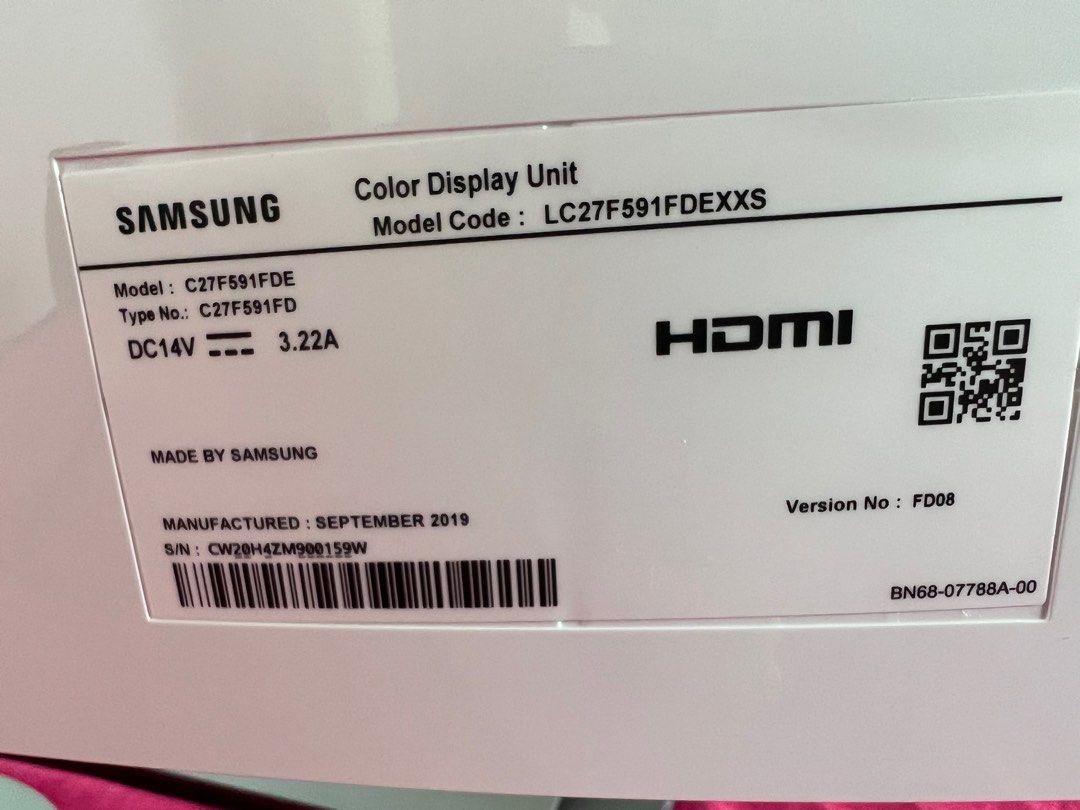 SAMSUNG
Color Display Unit
Model Code : LC27F591FDEXXS
Model : C27F591FDE
Type No.: C27F591FD
DC14V 3.22A
HDMI
MADE BY SAMSUNG
Version No : FD08
MANUFACTURED : SEPTEMBER 2019
S/N : CW20H4ZM900159W
BN68-07788A-00